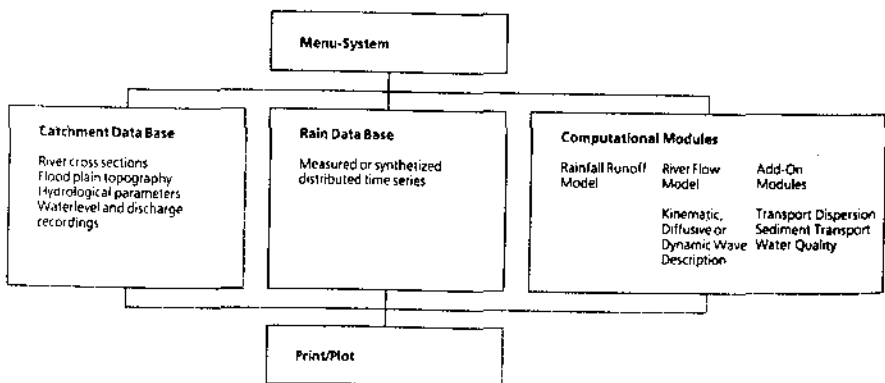 Menu-System
Catchment Data Base
River cross sections
Flood plain topography
Hydrological parameters
Waterlevel and discharge
recordings
Rain Data Base
Measured or synthetized
distributed time series
Computational Modules
Rainfall Runoff
Model
River Flow
Model
Kinematic,
Diffusive or
Dynamic Wave
Description
Add-On
Modules
Transport Dispersion
Sediment Transport
Water Quality
Print/Plot